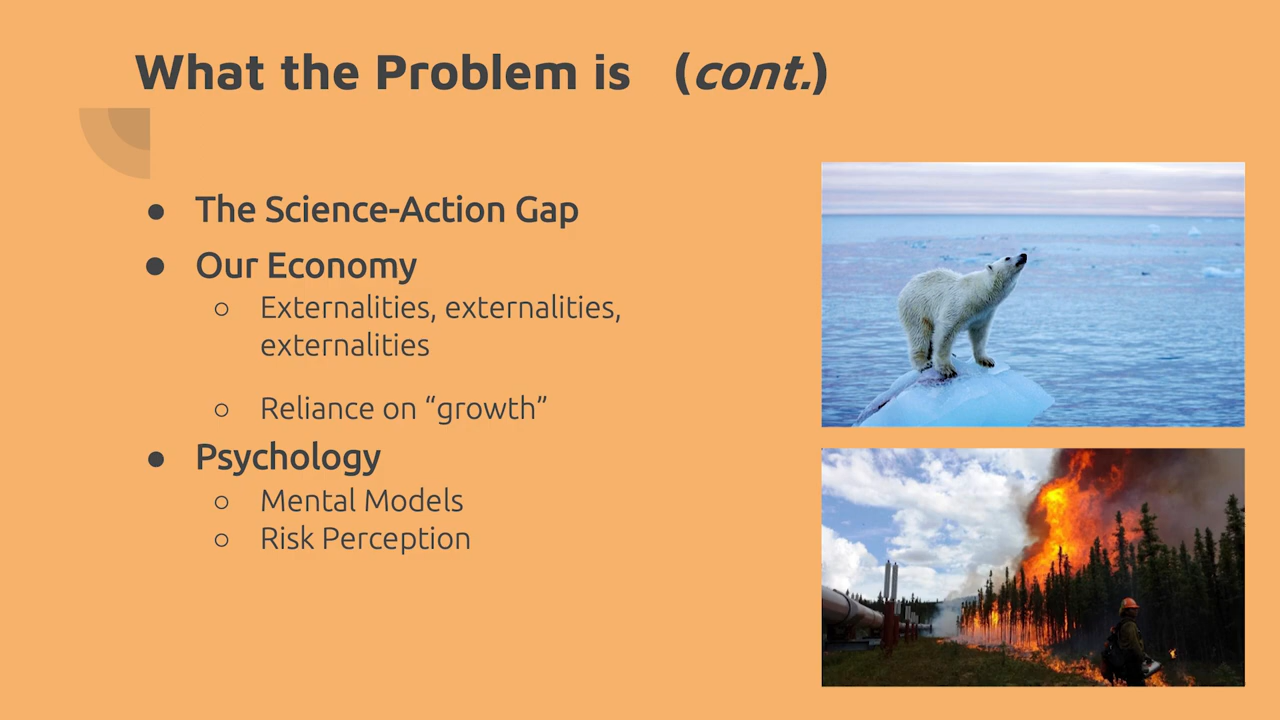 What the Problem is (cont.)
● The Science-Action Gap
● Our Economy
○ Externalities, externalities,
externalities
○ Reliance on “growth”
● Psychology
○ Mental Models
○ Risk Perception